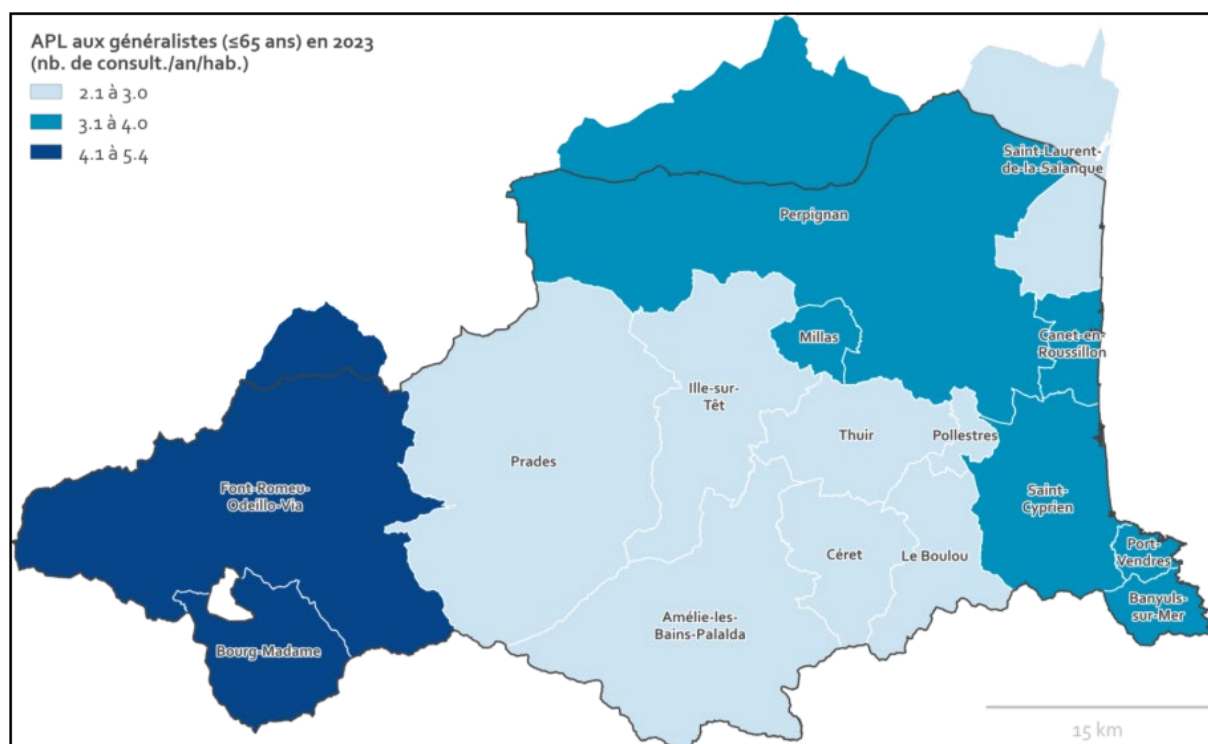 APL aux généralistes (≤65 ans) en 2023
(nb. de consult./an/hab.)
2.1 à 3.0
3.1 à 4.0
4.1 à 5.4
Saint-Laurent-
de-la-Salanque
Perpignan
Millas
Canet-en-
Roussillon
Ille-sur-
Têt
Thuir
Pollestres
Prades
Font-Romeu-
Odeillo-Via
Saint-
Cyprien
Céret
Le Boulou
Port-
Vendres
Banyuls-
sur-Mer
Amélie-les-
Bains-Palalda
Bourg-Madame
15 km